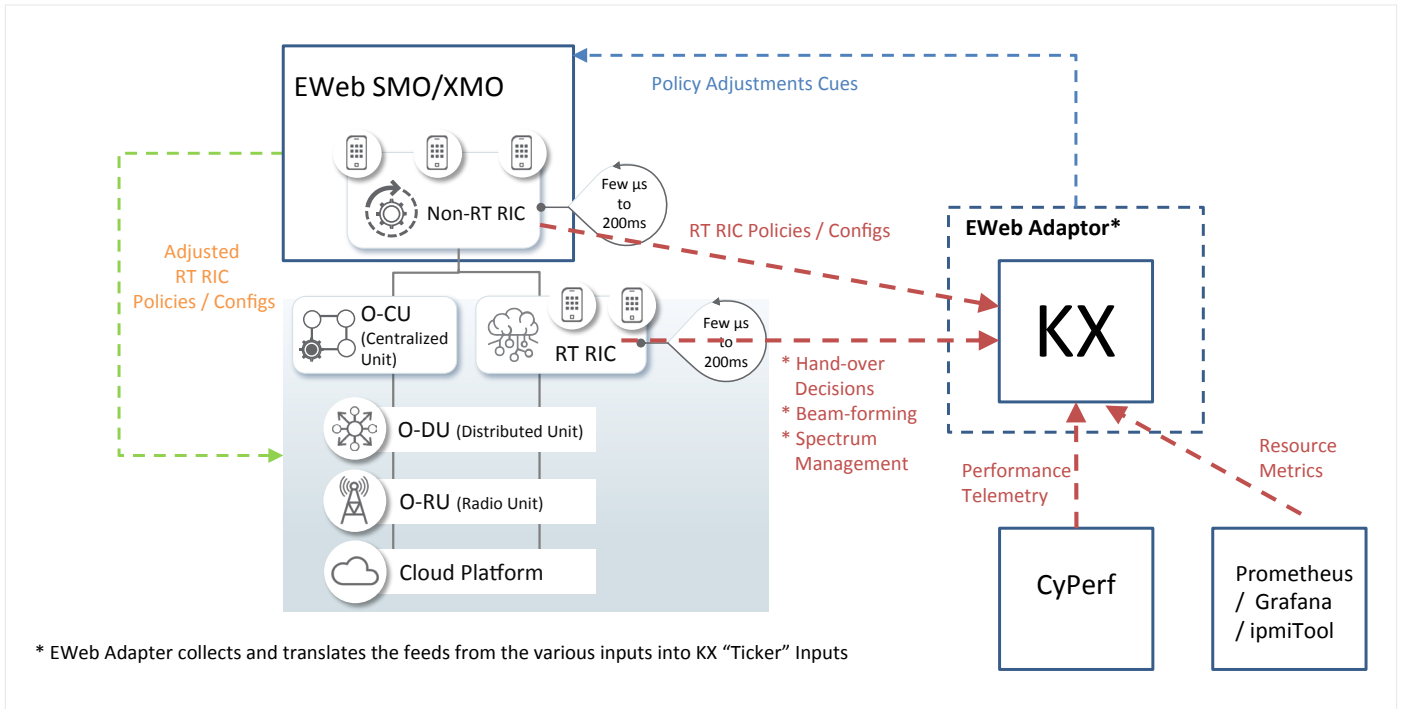 EWeb SMO/XMO
Policy Adjustments Cues
Few µs
to
200ms
Non-RT RIC
RT RIC Policies / Configs
EWeb Adaptor*
KX
Adjusted
RT RIC
Policies / Configs
O-CU
(Centralized
Unit)
RT RIC
Few µs
to
200ms
* Hand-over
Decisions
* Beam-forming
* Spectrum
Management
O-DU (Distributed Unit)
O-RU (Radio Unit)
Cloud Platform
Performance
Telemetry
Resource
Metrics
CyPerf
Prometheus
/ Grafana
/ ipmiTool
* EWeb Adapter collects and translates the feeds from the various inputs into KX “Ticker” Inputs